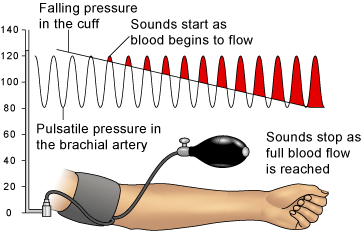 Falling pressure
in the cuff
Sounds start as
blood begins to flow
140
120
100
80
60
40
20
0
Pulsatile pressure in
the brachial artery
Sounds stop as
full blood flow
is reached